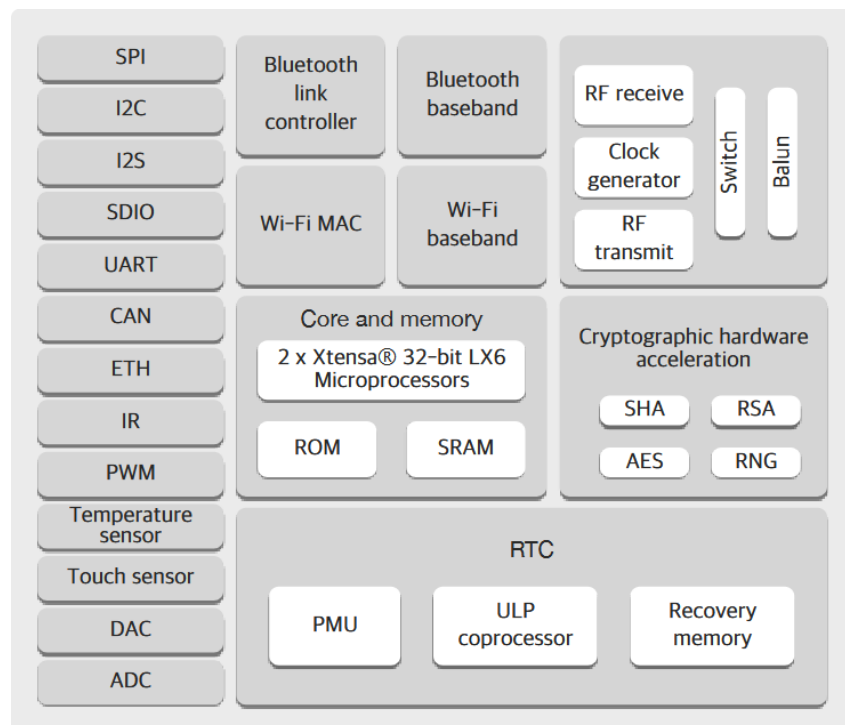 SPI
I2C
I2S
SDIO
UART
CAN
ETH
IR
PWM
Temperature
sensor
Touch sensor
DAC
ADC
Bluetooth
link
controller
Bluetooth
baseband
Wi-Fi MAC
Wi-Fi
baseband
RF receive
Clock
generator
RF
transmit
Switch
Balun
Core and memory
2 x Xtensa® 32-bit LX6
Microprocessors
ROM
SRAM
Cryptographic hardware
acceleration
SHA
RSA
AES
RNG
RTC
PMU
ULP
coprocessor
Recovery
memory